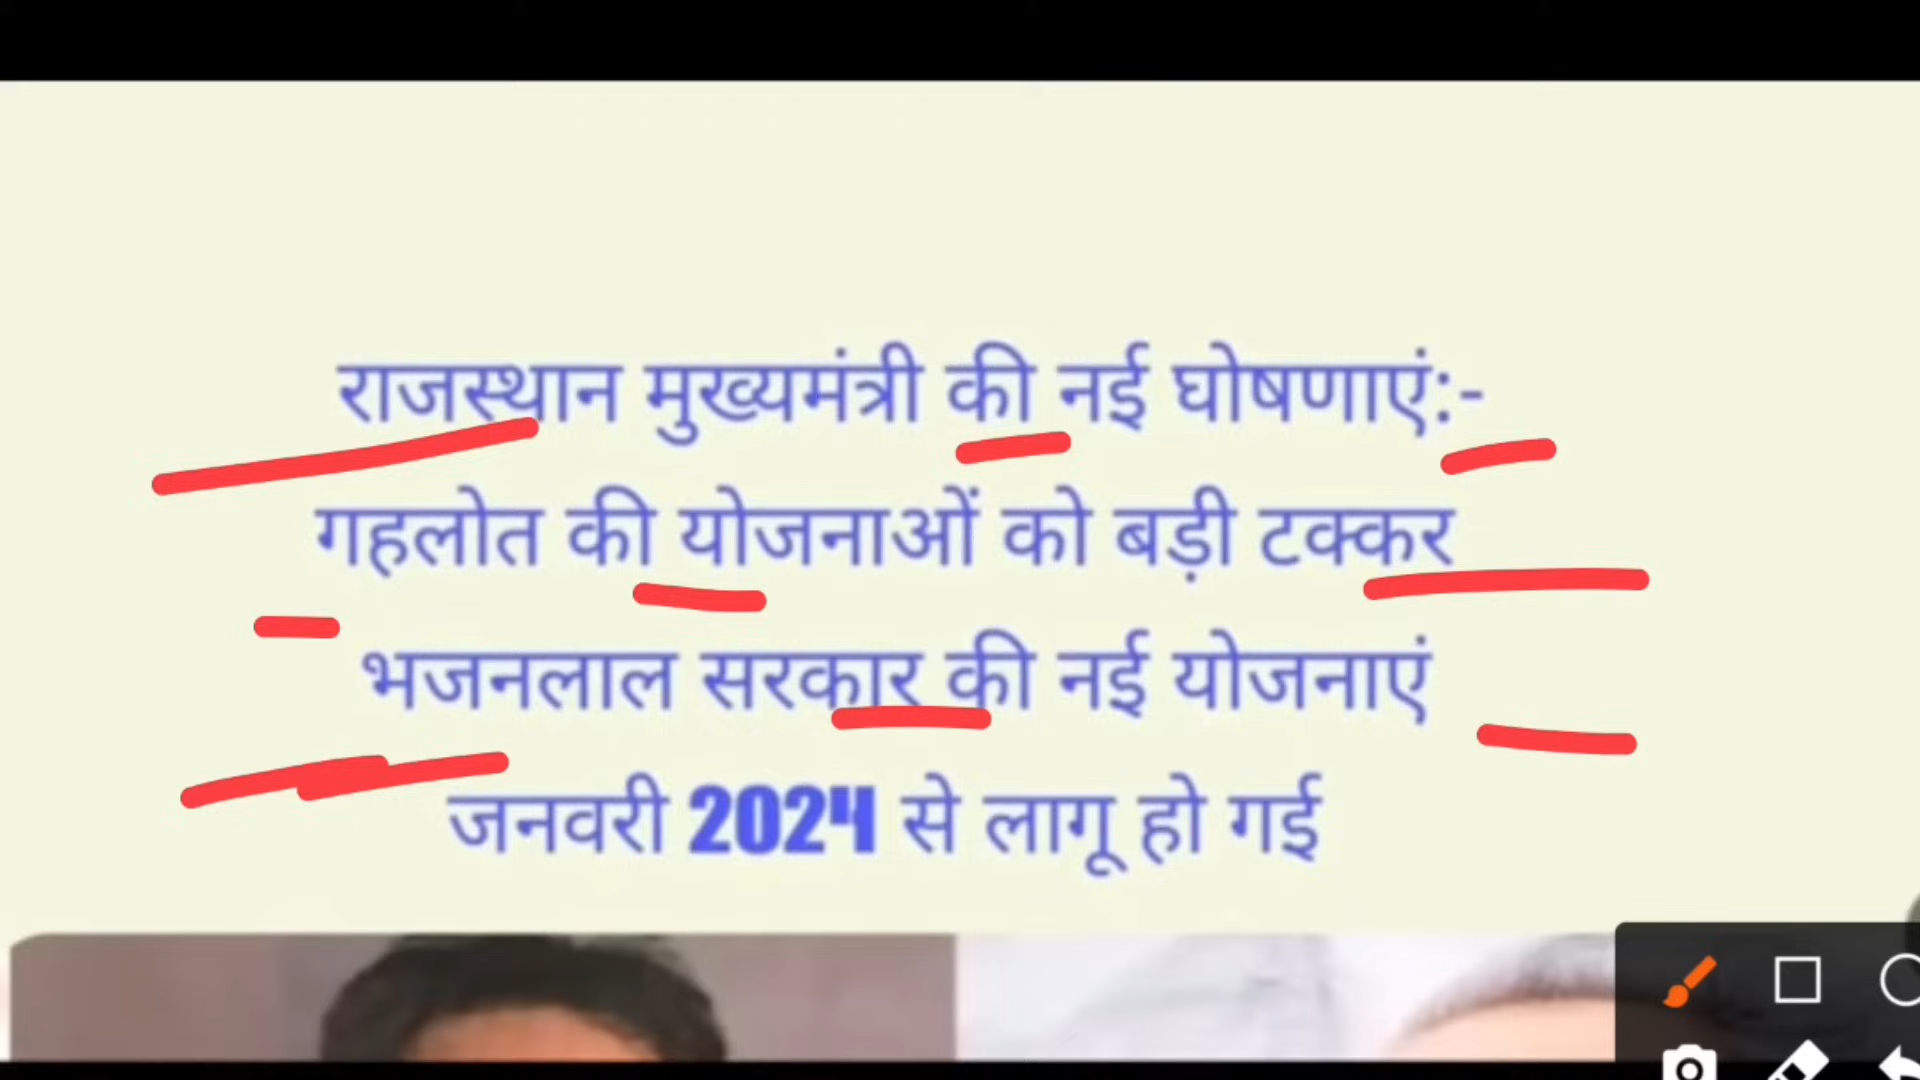 राजस्थान मुख्यमंत्री की नई घोषणाएं:-
गहलोत की योजनाओं को बड़ी टक्कर
भजनलाल सरकार की नई योजनाएं
जनवरी 2024 से लागू हो गई